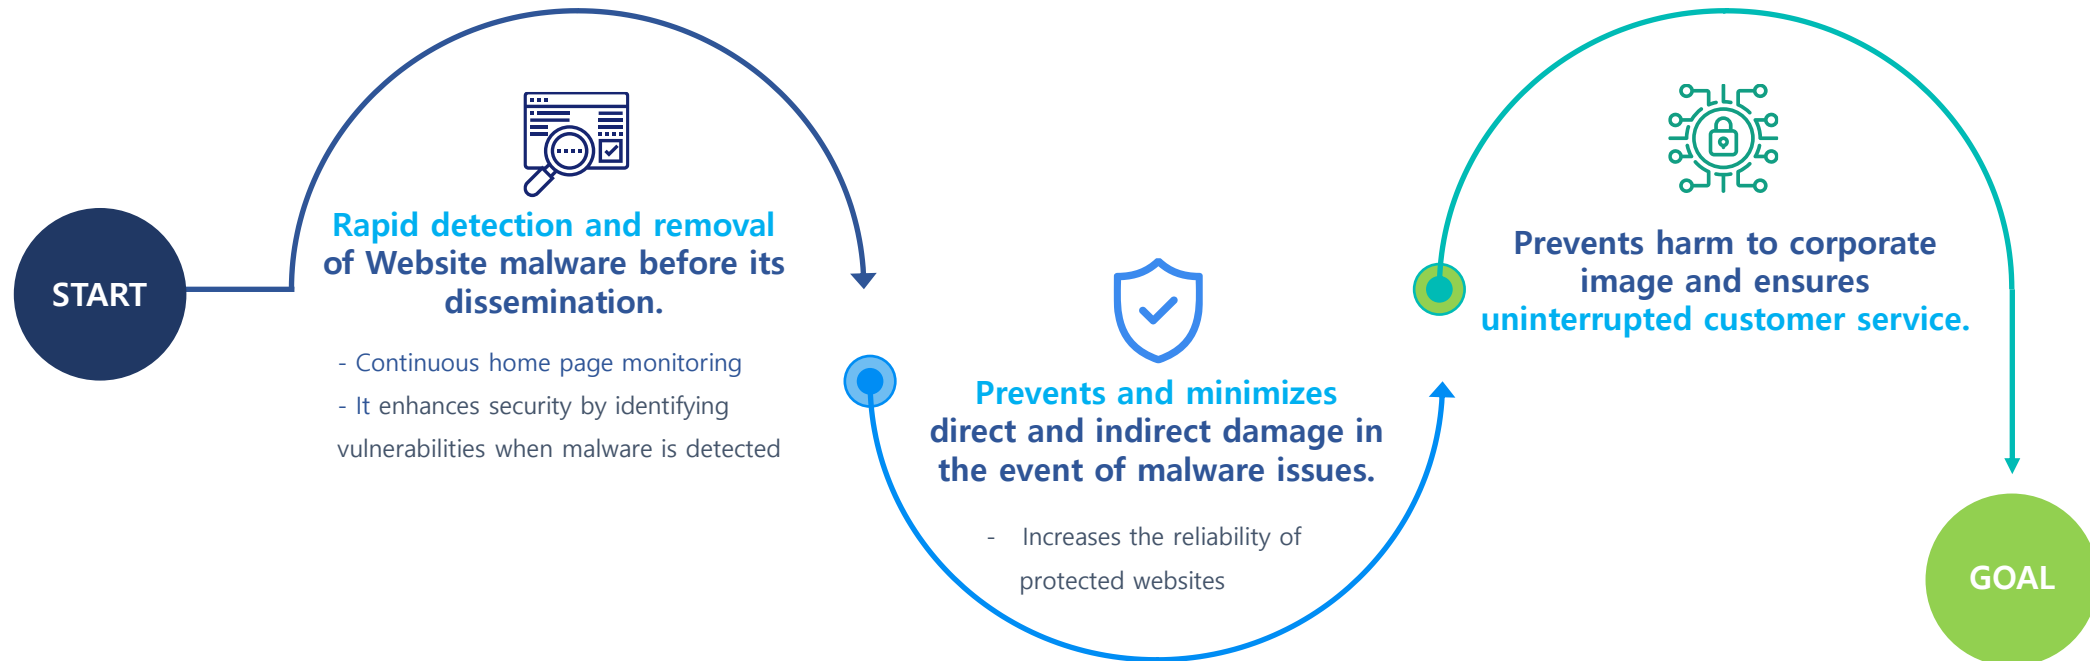 START
Rapid detection and removal
of Website malware before its
dissemination.
- Continuous home page monitoring
- It enhances security by identifying
vulnerabilities when malware is detected
Prevents and minimizes
direct and indirect damage in
the event of malware issues.
- Increases the reliability of
protected websites
Prevents harm to corporate
image and ensures
uninterrupted customer service.
GOAL